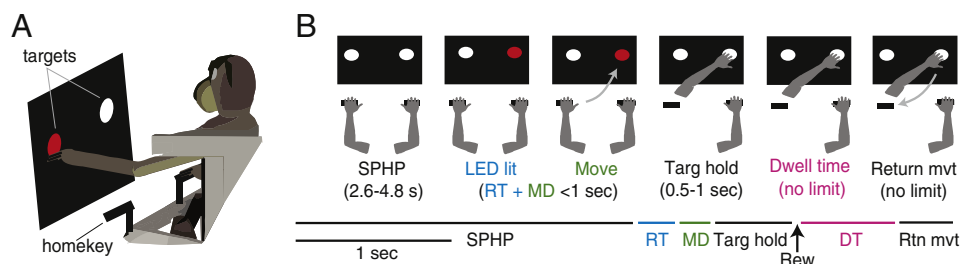 A
targets
homekey
B
SPHP
(2.6-4.8 s)
LED lit
Move
(RT + MD <1 sec)
Targ hold
(0.5-1 sec)
Dwell time
(no limit)
Return mvt
(no limit)
SPHP
1 sec
RT
MD
Targ hold
Rew
DT
Rtn mvt